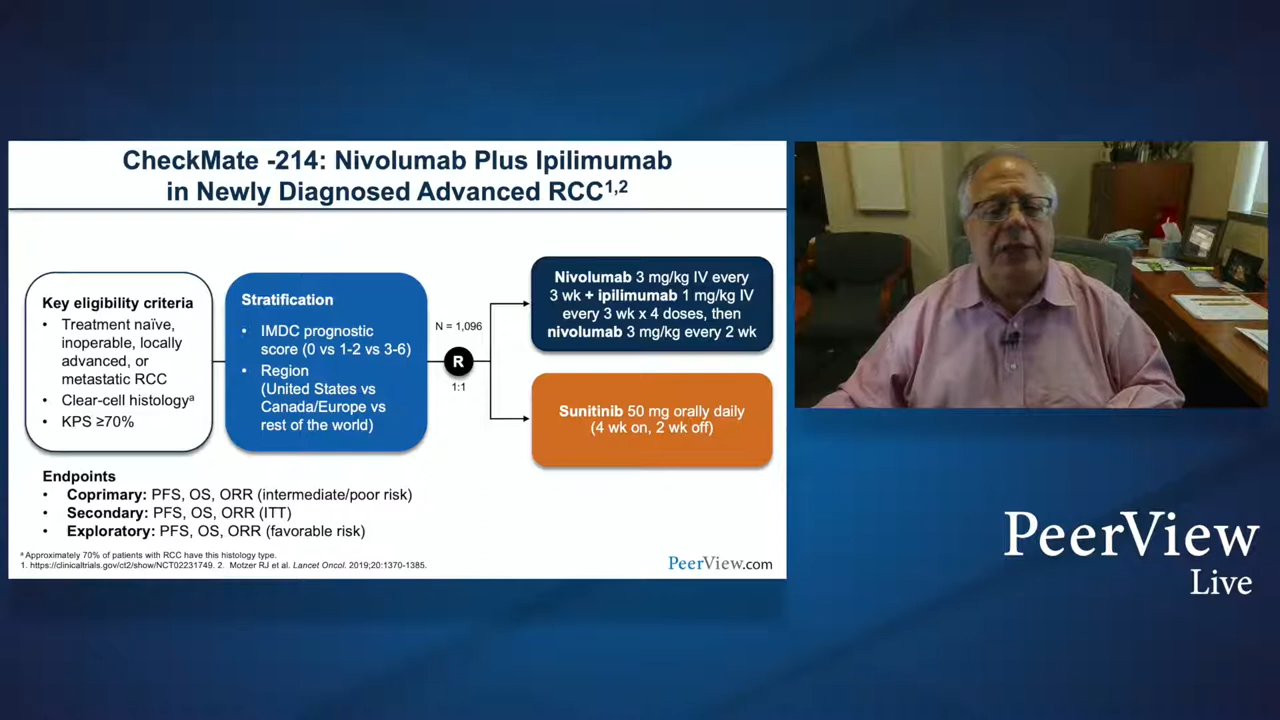 CheckMate -214: Nivolumab Plus Ipilimumab
in Newly Diagnosed Advanced RCC1,2
Key eligibility criteria
• Treatment naïve,
inoperable, locally
advanced, or
metastatic RCC
• Clear-cell histologya
• KPS ≥70%
Stratification
• IMDC prognostic
score (0 vs 1-2 vs 3-6)
• Region
(United States vs
Canada/Europe vs
rest of the world)
N = 1,096
R
1:1
Nivolumab 3 mg/kg IV every
3 wk + ipilimumab 1 mg/kg IV
every 3 wk x 4 doses, then
nivolumab 3 mg/kg every 2 wk
Sunitinib 50 mg orally daily
(4 wk on, 2 wk off)
Endpoints
• Coprimary: PFS, OS, ORR (intermediate/poor risk)
• Secondary: PFS, OS, ORR (ITT)
• Exploratory: PFS, OS, ORR (favorable risk)
a Approximately 70% of patients with RCC have this histology type.
1. https://clinicaltrials.gov/ct2/show/NCT02231749. 2. Motzer RJ et al. Lancet Oncol. 2019;20:1370-1385.
PeerView.com
PeerView
Live